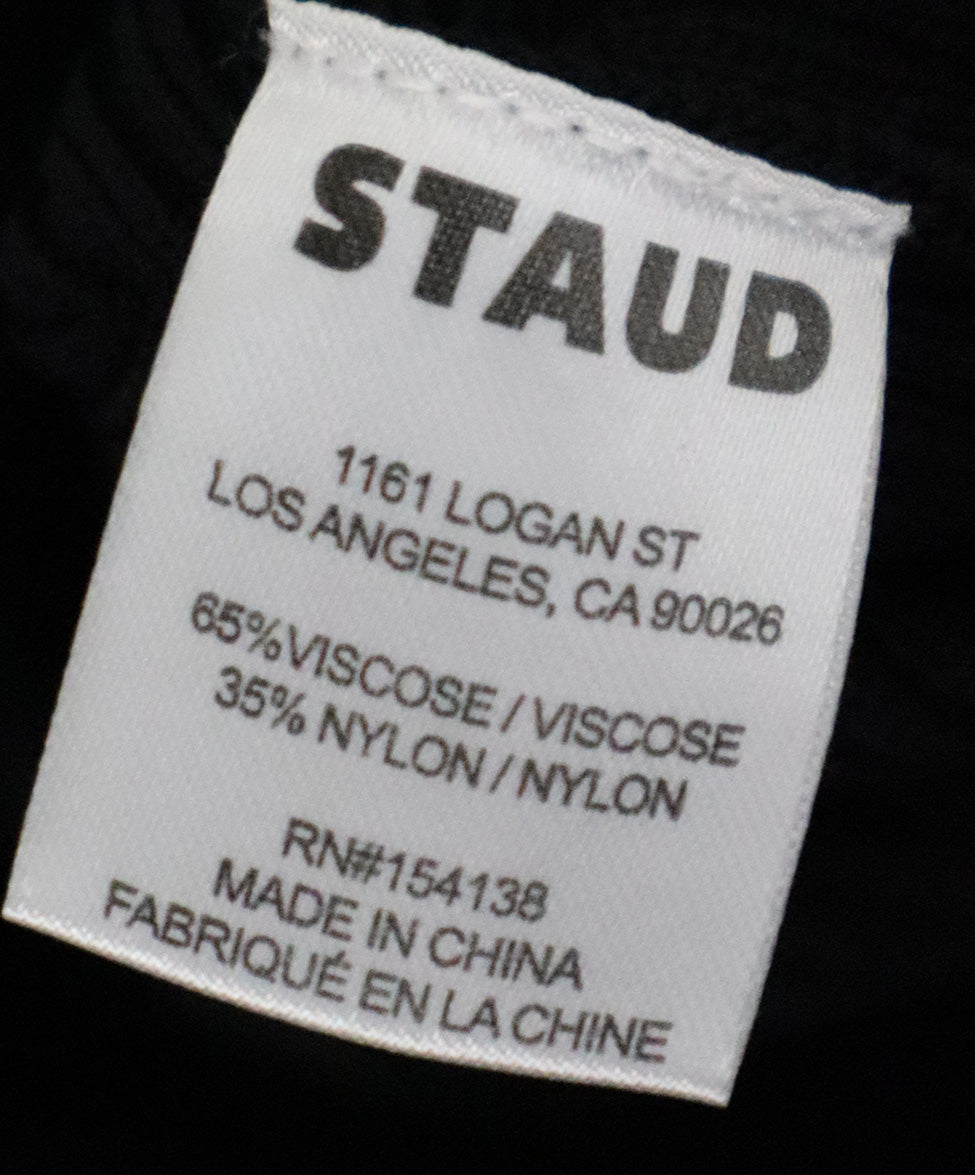 STAUD
1161 LOGAN ST
LOS ANGELES, CA 90026
65%VISCOSE / VISCOSE
35% NYLON / NYLON
RN#154138
MADE IN CHINA
FABRIQUÉ EN LA CHINE